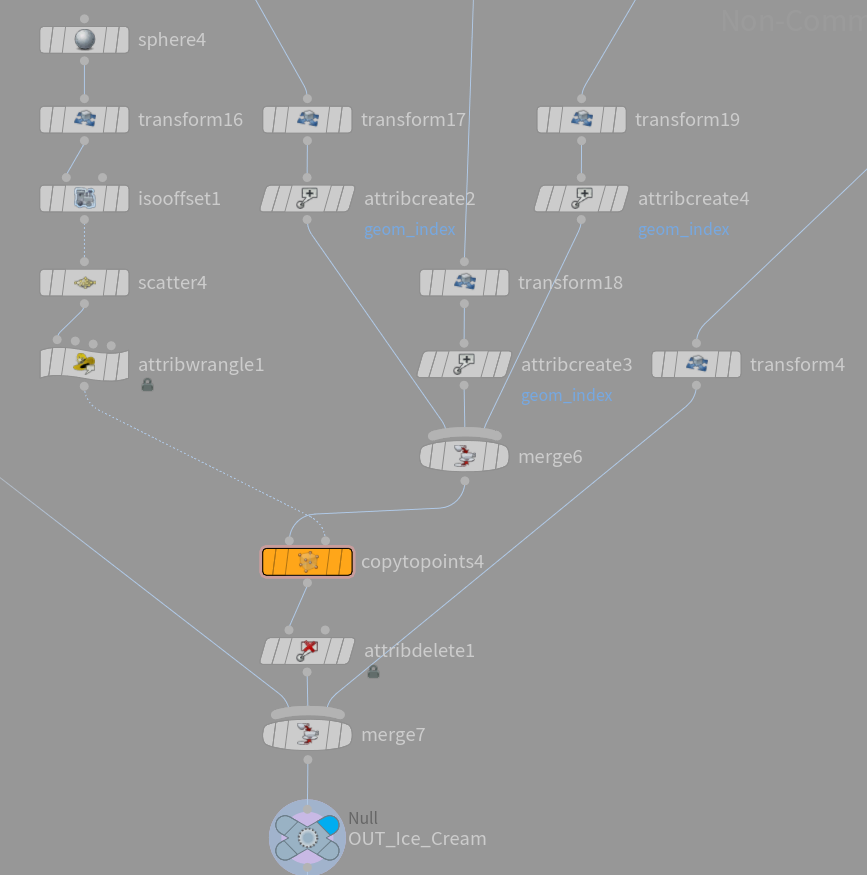 Non-Comm
sphere4
transform16
transform17
transform19
isooffset1
attribcreate2
geom_index
attribcreate4
geom_index
scatter4
transform18
attribwrangle1
attribcreate3
geom_index
transform4
merge6
copytopoints4
attribdelete1
merge7
Null
OUT_Ice_Cream